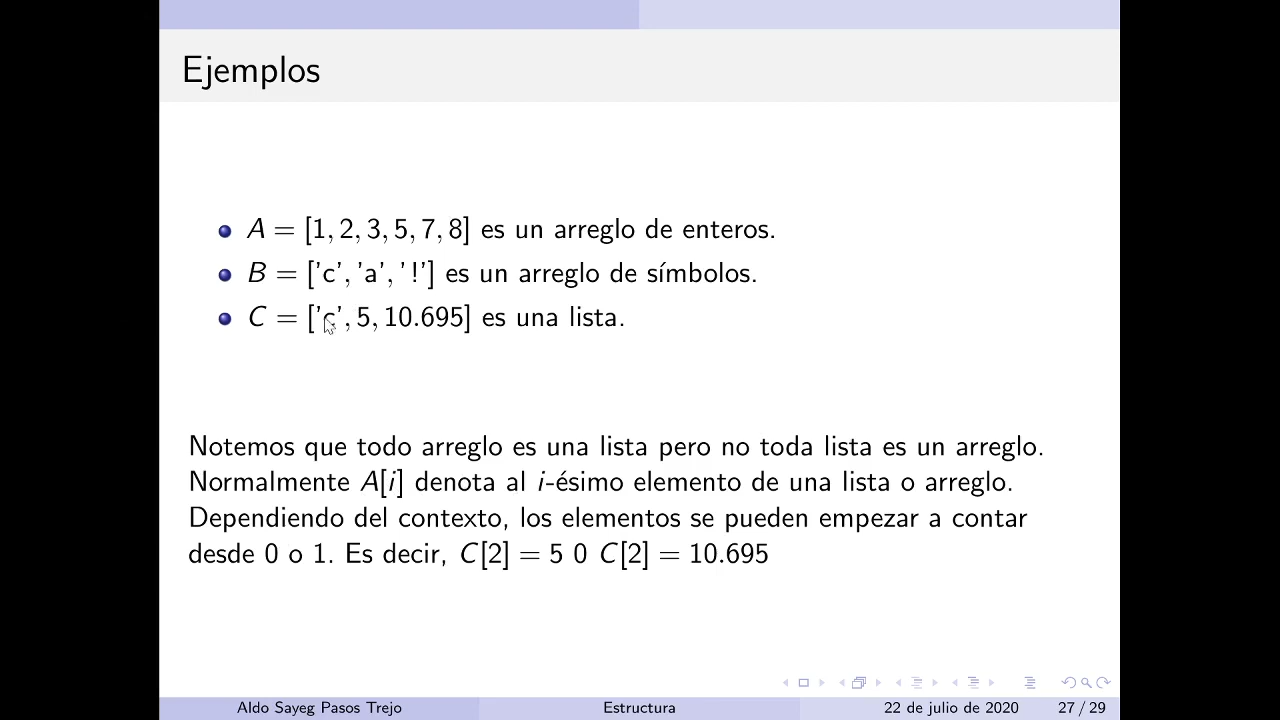 Ejemplos
A = [1, 2, 3, 5, 7, 8] es un arreglo de enteros.
B = ['c', 'a', '!'] es un arreglo de símbolos.
C = ['c', 5, 10.695] es una lista.
Notemos que todo arreglo es una lista pero no toda lista es un arreglo.
Normalmente A[i] denota al i-ésimo elemento de una lista o arreglo.
Dependiendo del contexto, los elementos se pueden empezar a contar
desde 0 o 1. Es decir, C[2] = 5 0 C[2] = 10.695
Aldo Sayeg Pasos Trejo Estructura 22 de julio de 2020 27 / 29